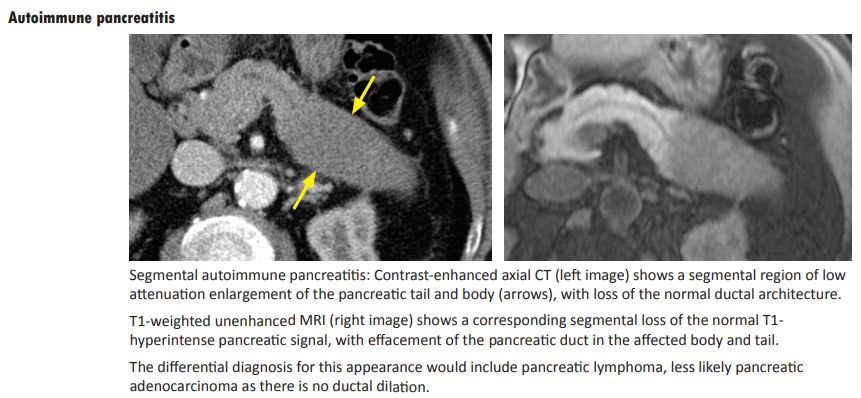 Autoimmune pancreatitis
Segmental autoimmune pancreatitis: Contrast-enhanced axial CT (left image) shows a segmental region of low
attenuation enlargement of the pancreatic tail and body (arrows), with loss of the normal ductal architecture.
T1-weighted unenhanced MRI (right image) shows a corresponding segmental loss of the normal T1-
hyperintense pancreatic signal, with effacement of the pancreatic duct in the affected body and tail.
The differential diagnosis for this appearance would include pancreatic lymphoma, less likely pancreatic
adenocarcinoma as there is no ductal dilation.